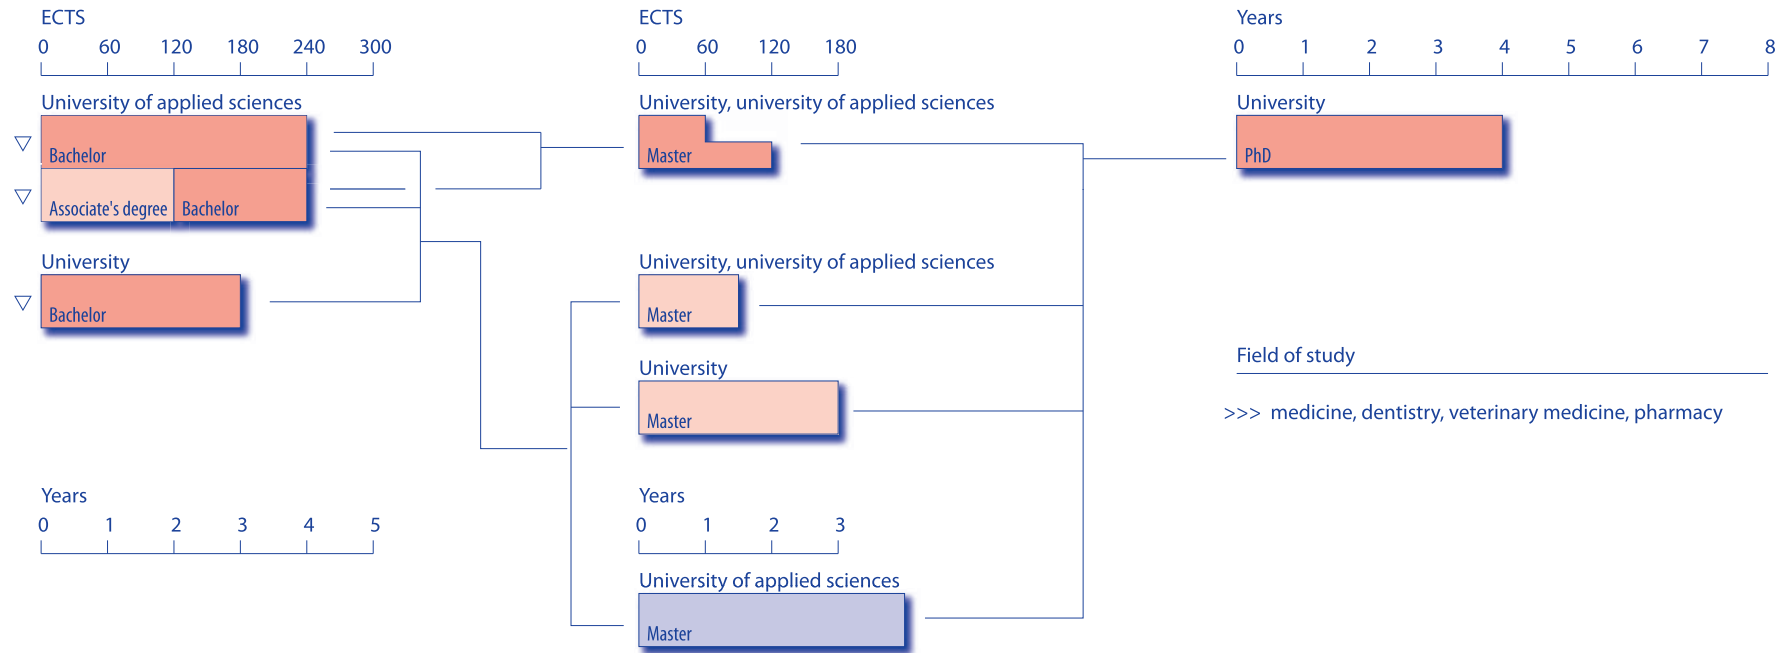 ECTS
0 60 120 180 240 300
University of applied sciences
Bachelor
Associate's degree Bachelor
University
Bachelor
Years
0 1 2 3 4 5
ECTS
0 60 120 180
University, university of applied sciences
Master
University, university of applied sciences
Master
University
Master
Years
0 1 2 3
University of applied sciences
Master
Years
0 1 2 3 4 5 6 7 8
University
PhD
Field of study
>>> medicine, dentistry, veterinary medicine, pharmacy